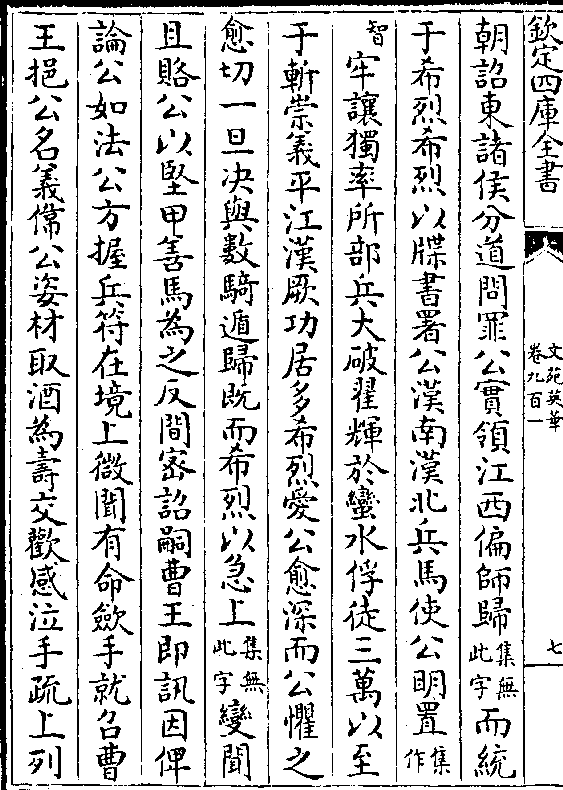 欽定四庫全書
文苑英華
卷九百一
七
朝詔東諸侯分道問罪公實領江西偏師歸集無此字而統
于希烈希烈以牒書署公漢南漢北兵馬使公明置集作
智牢讓獨率所部兵大破翟輝於蠻水俘徒三萬以至
于斬崇義平江漢厥功居多希烈愛公愈深而公懼之
愈切一旦決與數騎遁歸既而希烈以急上集無此字變聞
且賂公以堅甲善馬為之反間密詔嗣曹王即訊因俾
論公如法公方握兵符在境上微聞有命歛手就召曹
王挹公名義偉公姿材取酒為壽交歡感泣手疏上列